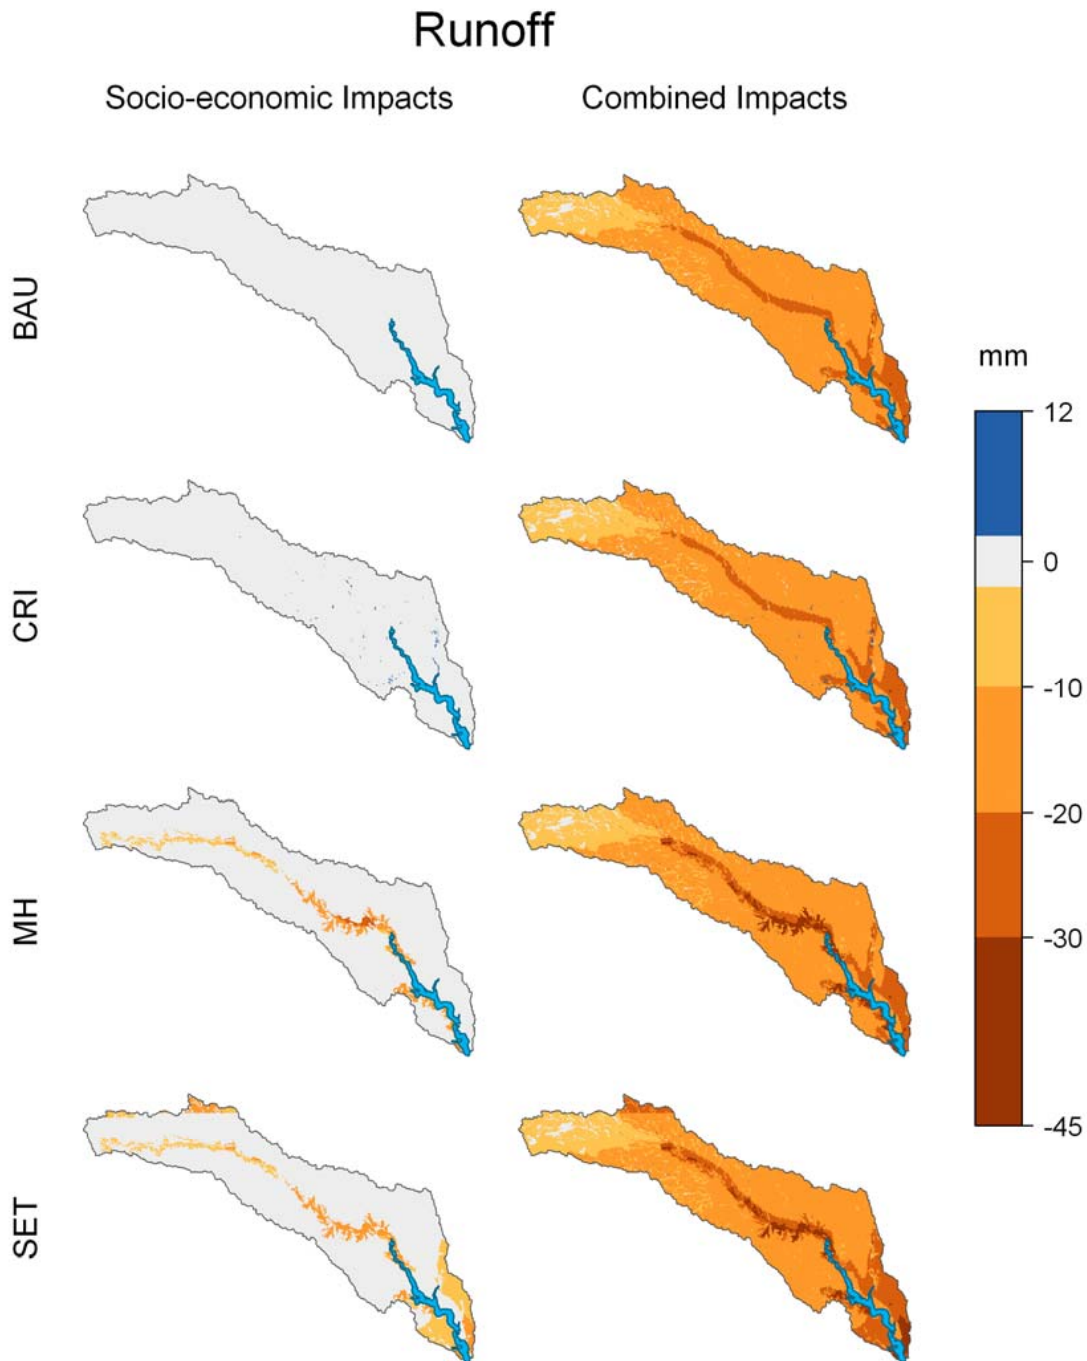 Runoff
Socio-economic Impacts
Combined Impacts
BAU
mm
12
CRI
0
-10
-20
MH
-30
-45
SET